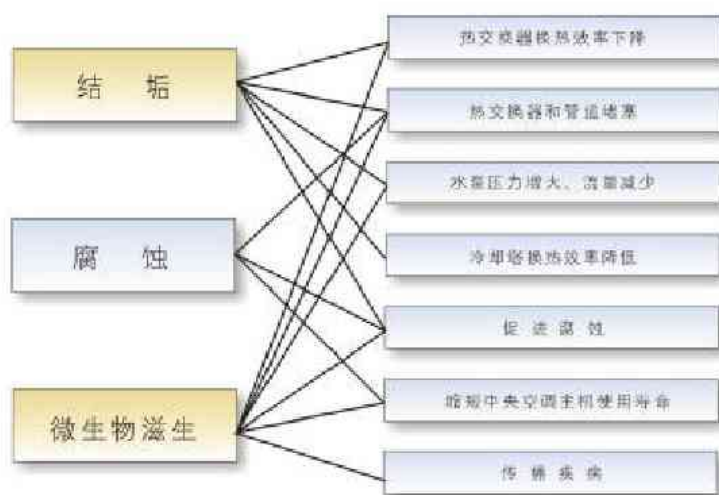 结 垢
腐 蚀
微生物滋生
热交换器换热效率下降
热交换器和管道堵塞
水泵压力增大、流量减少
冷却塔换热效率降低
促进腐蚀
缩短中央空调主机使用寿命
传播疾病